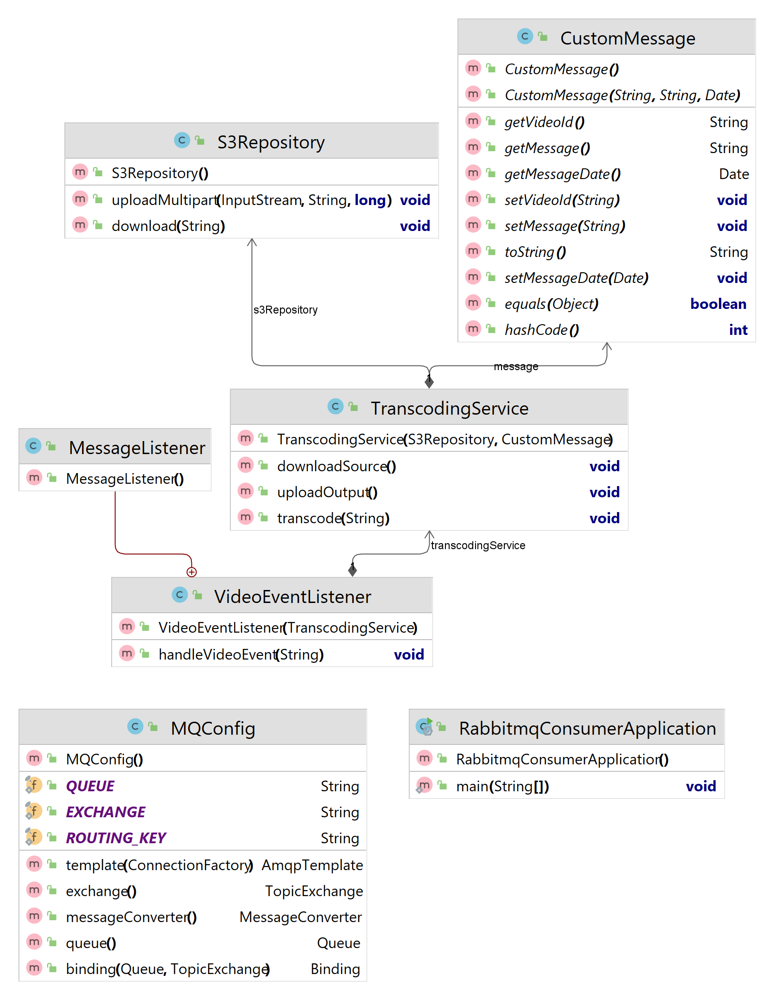 CustomMessage
CustomMessage()
CustomMessage(String, String, Date)
getVideoId() String
getMessage() String
getMessageDate() Date
setVideoId(String) void
setMessage(String) void
toString() String
setMessageDate(Date) void
equals(Object) boolean
hashCode() int
S3Repository
S3Repository()
uploadMultipart(InputStream, String, long) void
download(String) void
s3Repository
message
1
TranscodingService
TranscodingService(S3Repository, CustomMessage)
downloadSource() void
uploadOutput() void
transcode(String) void
MessageListener
MessageListener()
transcodingService
1
VideoEventListener
VideoEventListener(TranscodingService)
handleVideoEvent(String) void
MQConfig
MQConfig()
QUEUE String
EXCHANGE String
ROUTING_KEY String
template(ConnectionFactory) AmqpTemplate
exchange() TopicExchange
messageConverter() MessageConverter
queue() Queue
binding(Queue, TopicExchange) Binding
RabbitmqConsumerApplication
RabbitmqConsumerApplication()
main(String[]) void